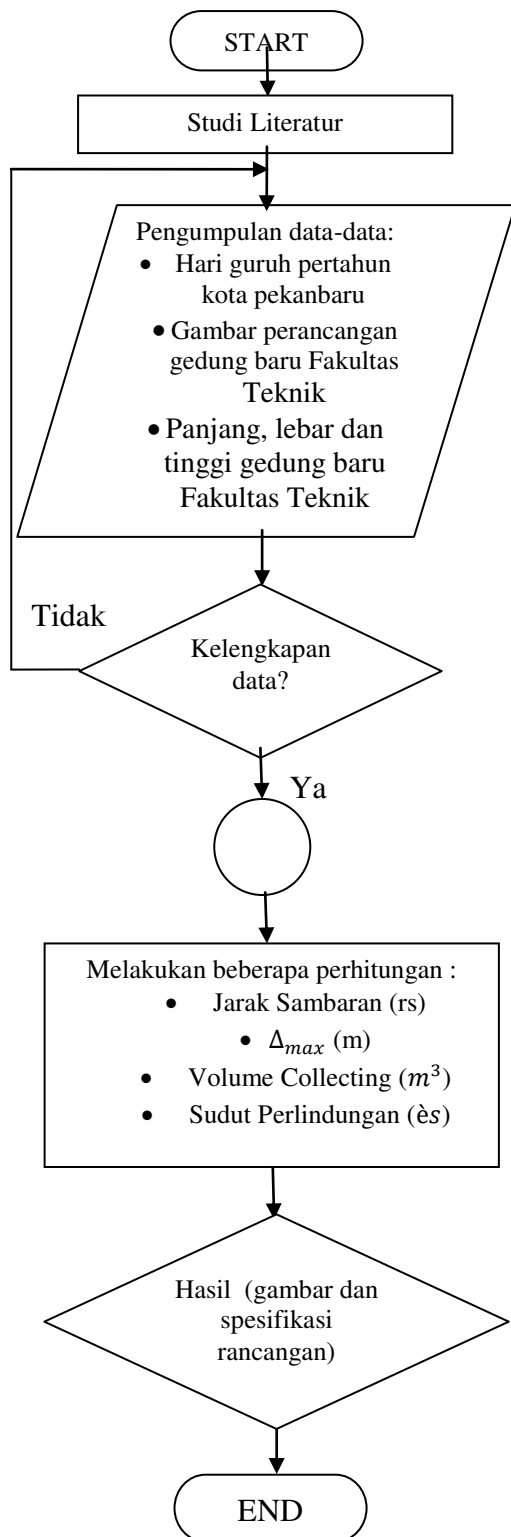 START
Studi Literatur
Pengumpulan data-data:
• Hari guruh pertahun
kota pekanbaru
• Gambar perancangan
gedung baru Fakultas
Teknik
• Panjang, lebar dan
tinggi gedung baru
Fakultas Teknik
Tidak
Kelengkapan
data?
Ya
Melakukan beberapa perhitungan :
• Jarak Sambaran (rs)
• Δₘₐₓ (m)
• Volume Collecting (m³)
• Sudut Perlindungan (ès)
Hasil (gambar dan
spesifikasi
rancangan)
END